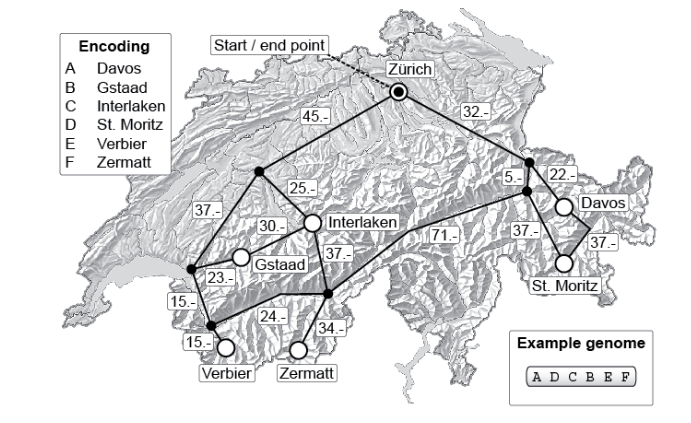 Encoding
A Davos
B Gstaad
C Interlaken
D St. Moritz
E Verbier
F Zermatt
Start / end point
Zürich
45.-
32.-
5.-
22.-
25.-
37.-
30.-
Interlaken
Davos
37.-
71.-
37.-
37.-
Gstaad
23.-
St. Moritz
15.-
24.-
34.-
15.-
Verbier
Zermatt
Example genome
A D C B E F